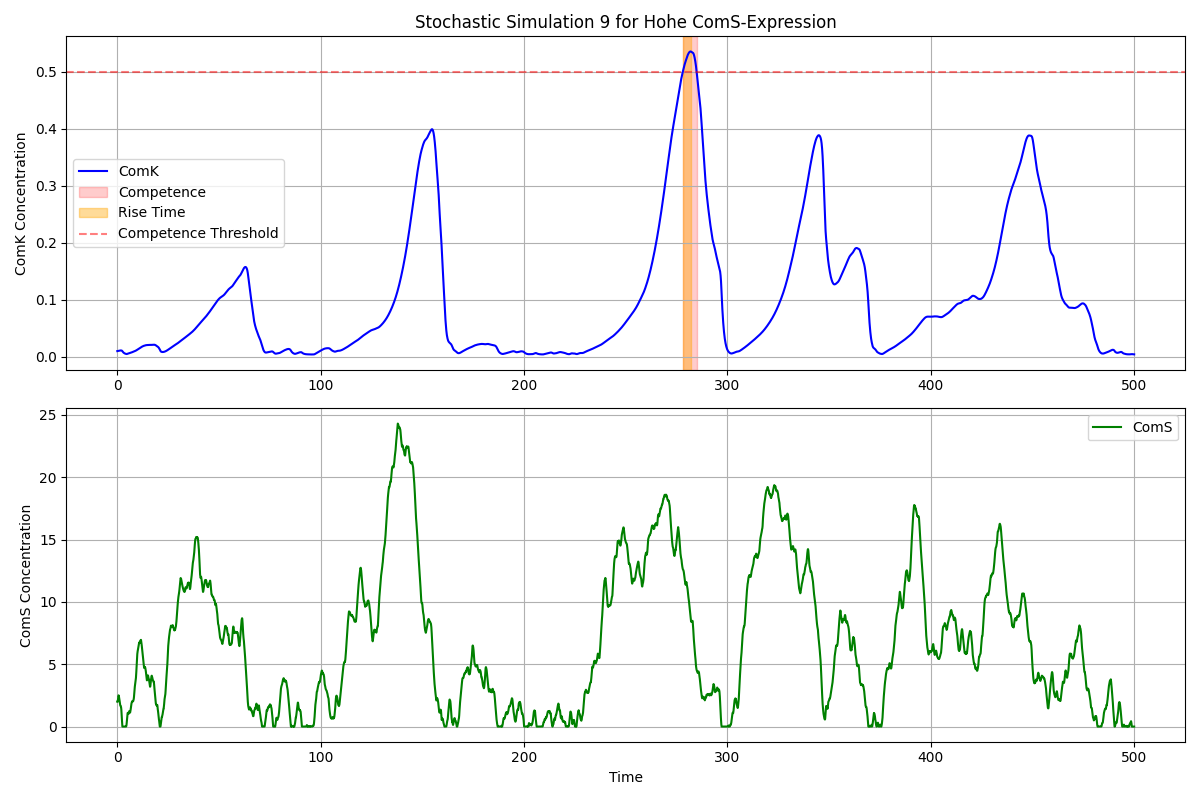 Stochastic Simulation 9 for Hohe ComS-Expression
ComK Concentration
0.5
0.4
0.3
0.2
0.1
0.0
ComK
Competence
Rise Time
Competence Threshold
0 100 200 300 400 500
ComS Concentration
25
20
15
10
5
0
ComS
0 100 200 300 400 500
Time